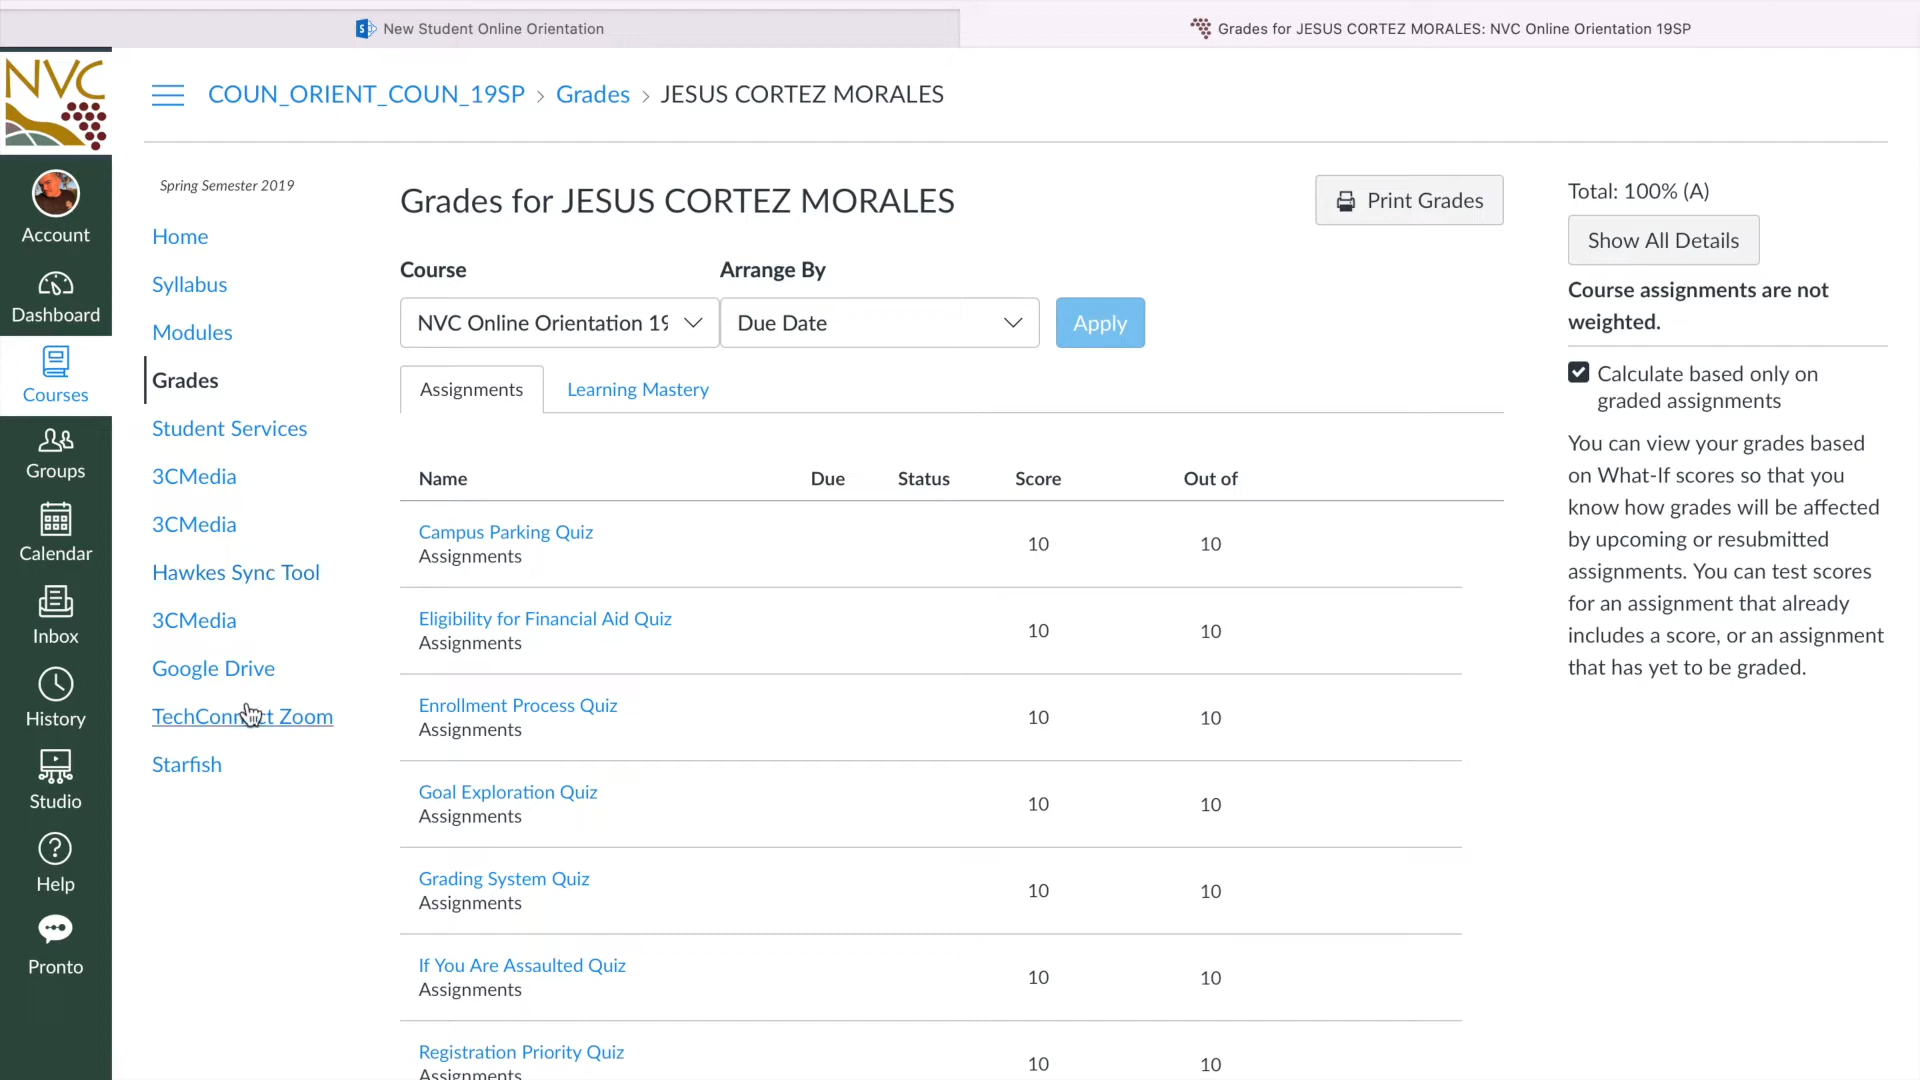 New Student Online Orientation
Grades for JESUS CORTEZ MORALES: NVC Online Orientation 19SP
NVC
COUN_ORIENT_COUN_19SP > Grades > JESUS CORTEZ MORALES
Account
Dashboard
Courses
Groups
Calendar
Inbox
History
Studio
Help
Pronto
Spring Semester 2019
Home
Syllabus
Modules
Grades
Student Services
3CMedia
3CMedia
Hawkes Sync Tool
3CMedia
Google Drive
TechConnect Zoom
Starfish
Grades for JESUS CORTEZ MORALES
Print Grades
Course
Arrange By
NVC Online Orientation 19
Due Date
Apply
Assignments
Learning Mastery
Name Due Status Score Out of
Campus Parking Quiz
Assignments
10 10
Eligibility for Financial Aid Quiz
Assignments
10 10
Enrollment Process Quiz
Assignments
10 10
Goal Exploration Quiz
Assignments
10 10
Grading System Quiz
Assignments
10 10
If You Are Assaulted Quiz
Assignments
10 10
Registration Priority Quiz
Assignments
10 10
Total: 100% (A)
Show All Details
Course assignments are not
weighted.
Calculate based only on
graded assignments
You can view your grades based
on What-If scores so that you
know how grades will be affected
by upcoming or resubmitted
assignments. You can test scores
for an assignment that already
includes a score, or an assignment
that has yet to be graded.